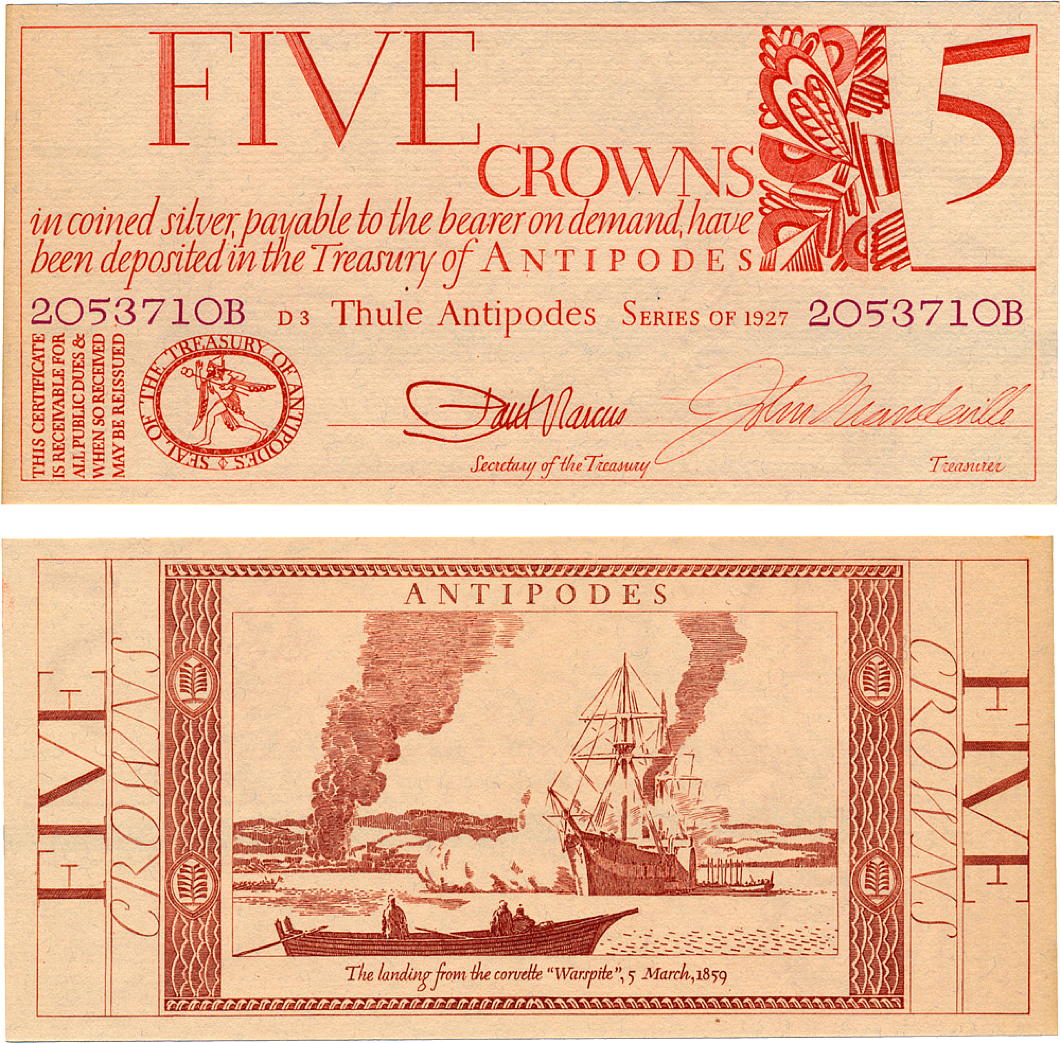 FIVE
CROWNS
5
in coined silver, payable to the bearer on demand, have
been deposited in the Treasury of ANTIPODES
2053710B D3 Thule Antipodes SERIES OF 1927 2053710B
THIS CERTIFICATE
IS RECEIVABLE FOR
ALL PUBLIC DUES &
WHEN SO RECEIVED
MAY BE REISSUED
SEAL OF THE TREASURY OF ANTIPODES
John Mandeville
Secretary of the Treasury
Treasurer
ANTIPODES
FIVE
CROWNS
CROWNS
FIVE
The landing from the corvette "Warspite", 5 March, 1859